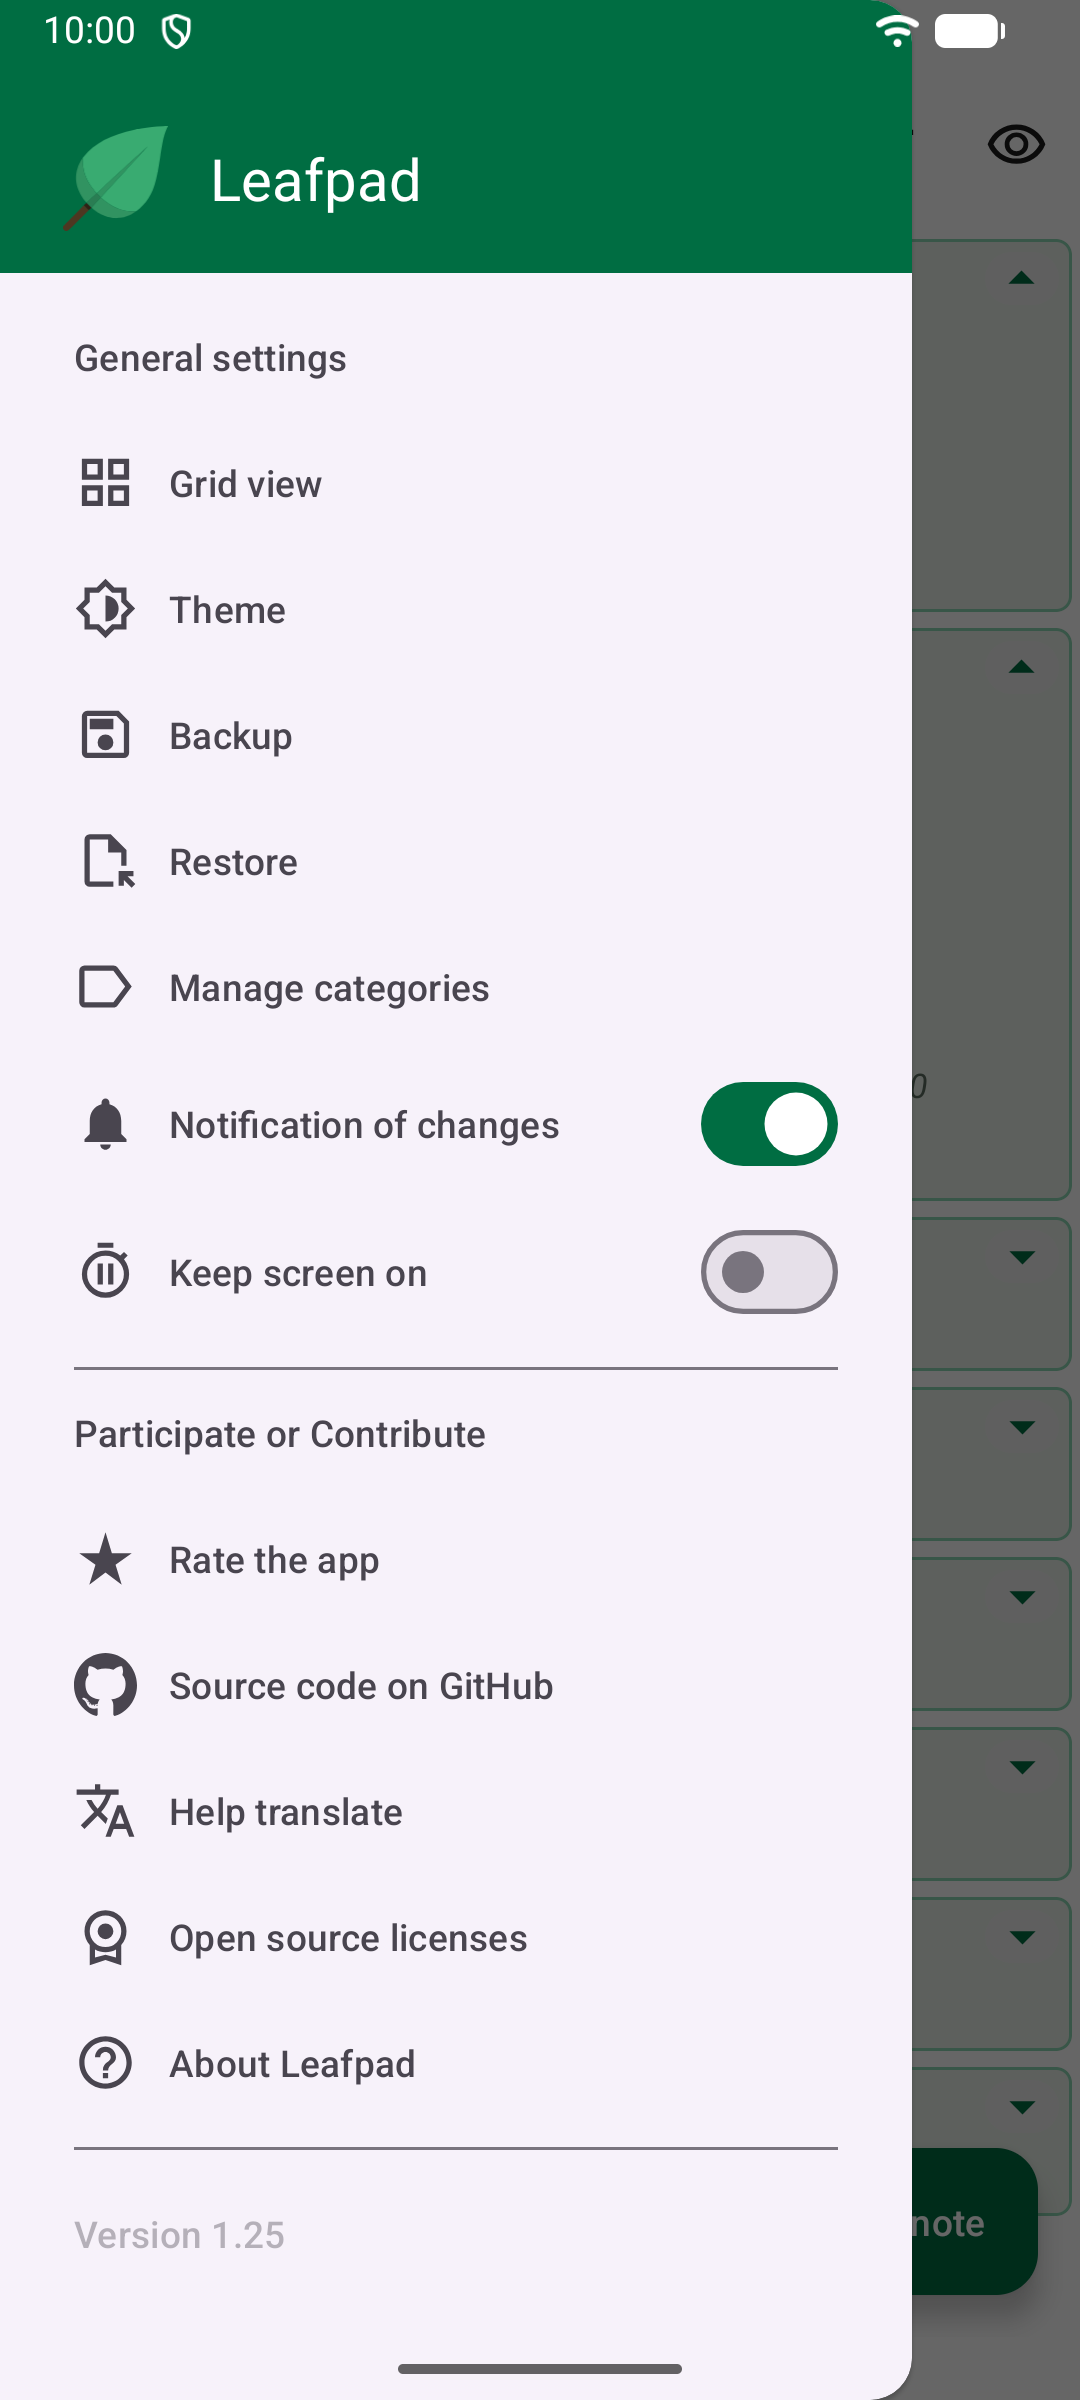 10:00
Leafpad
General settings
Grid view
Theme
Backup
Restore
Manage categories
Notification of changes
0
Keep screen on
Participate or Contribute
Rate the app
Source code on GitHub
Help translate
Open source licenses
About Leafpad
note
Version 1.25